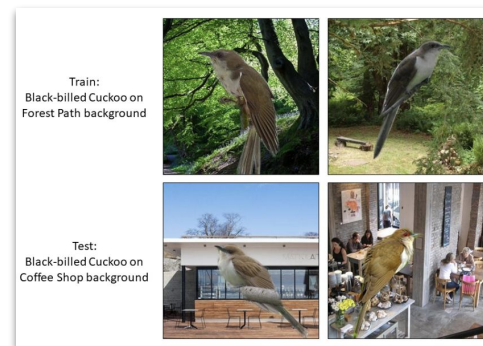 Train:
Black-billed Cuckoo on
Forest Path background
Test:
Black-billed Cuckoo on
Coffee Shop background